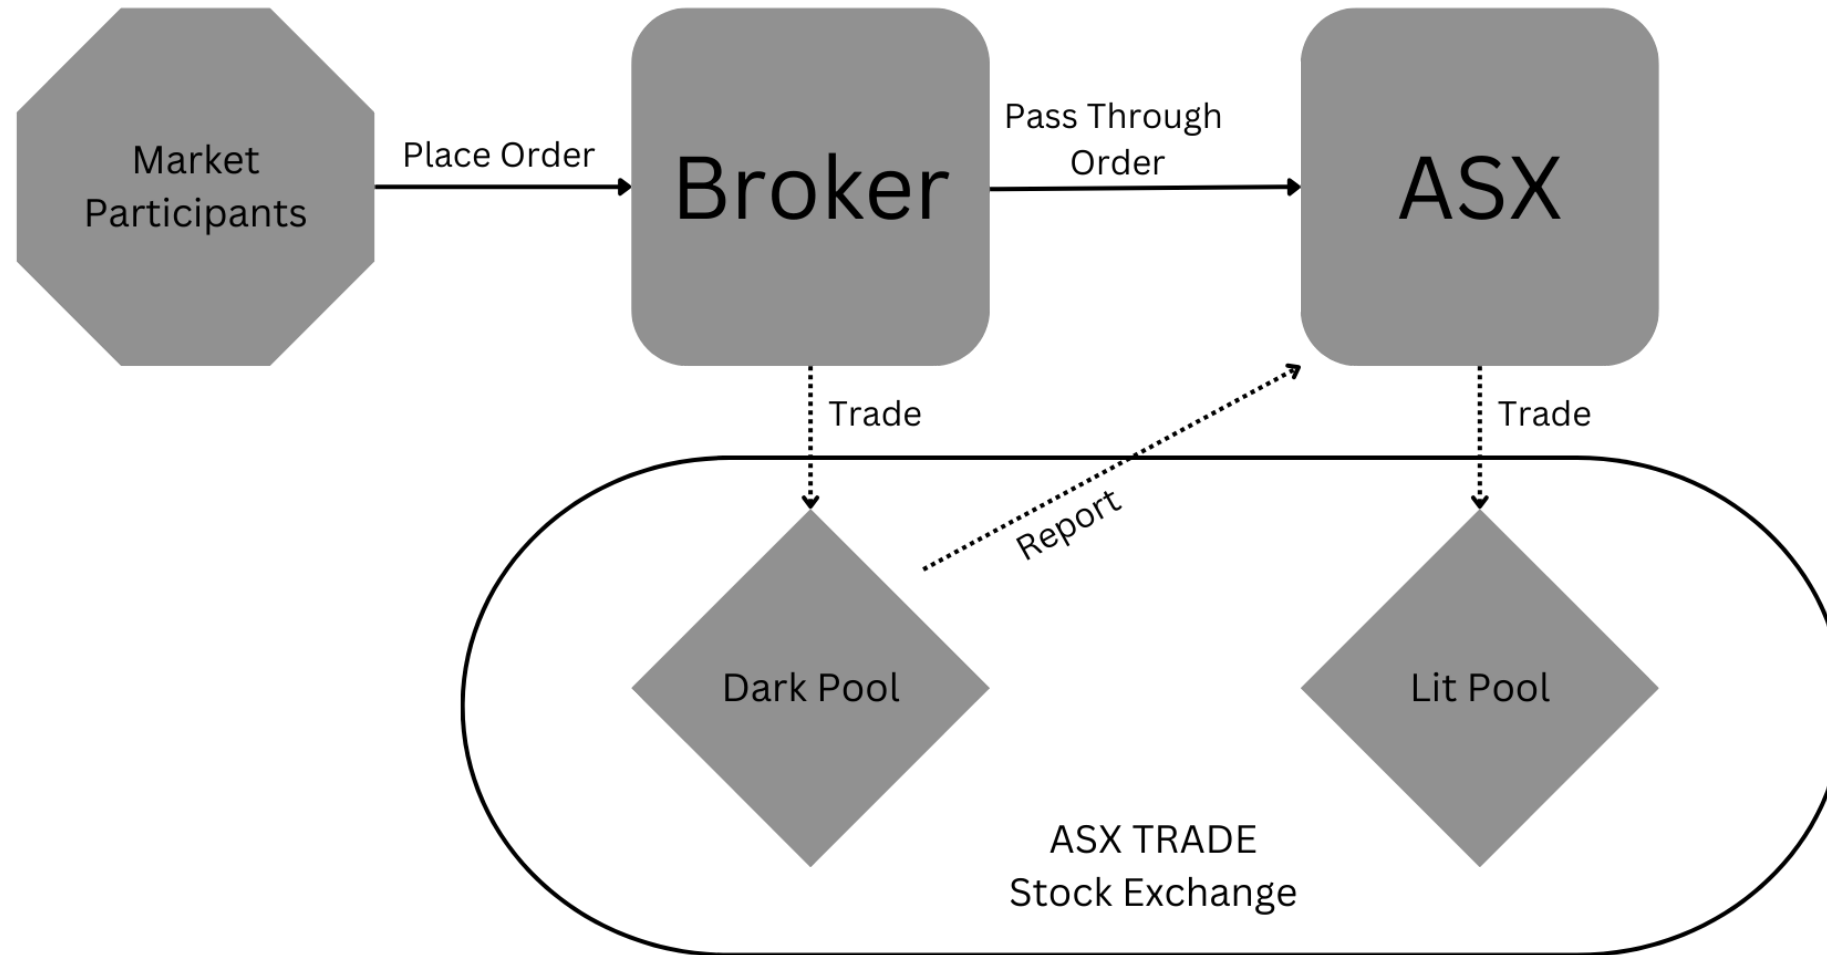 Market
Participants
Place Order
Broker
Pass Through
Order
ASX
Trade
Trade
Report
Dark Pool
Lit Pool
ASX TRADE
Stock Exchange